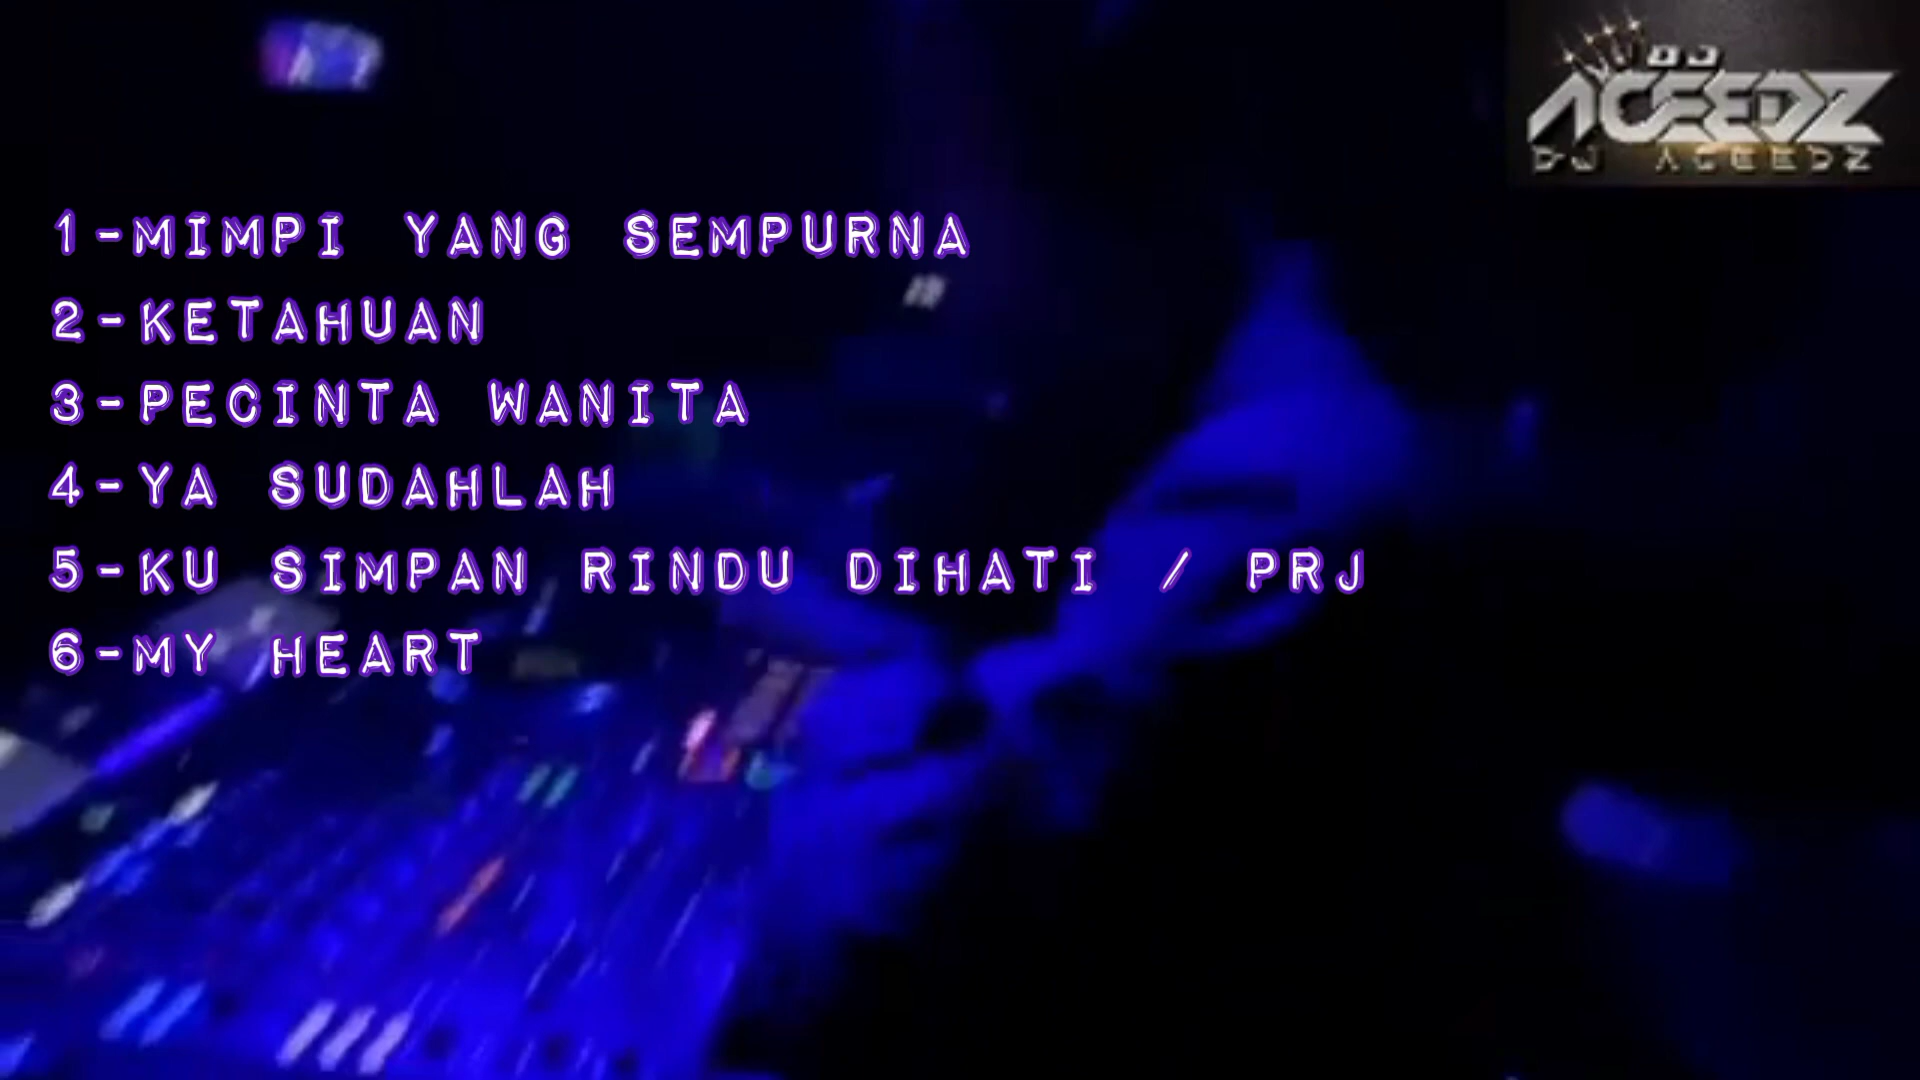 DJ
ACEEDZ
DJ ACEEDZ
1-MIMPI YANG SEMPURNA
2-KETAHUAN
3-PECINTA WANITA
4-YA SUDAHLAH
5-KU SIMPAN RINDU DIHATI / PRJ
6-MY HEART